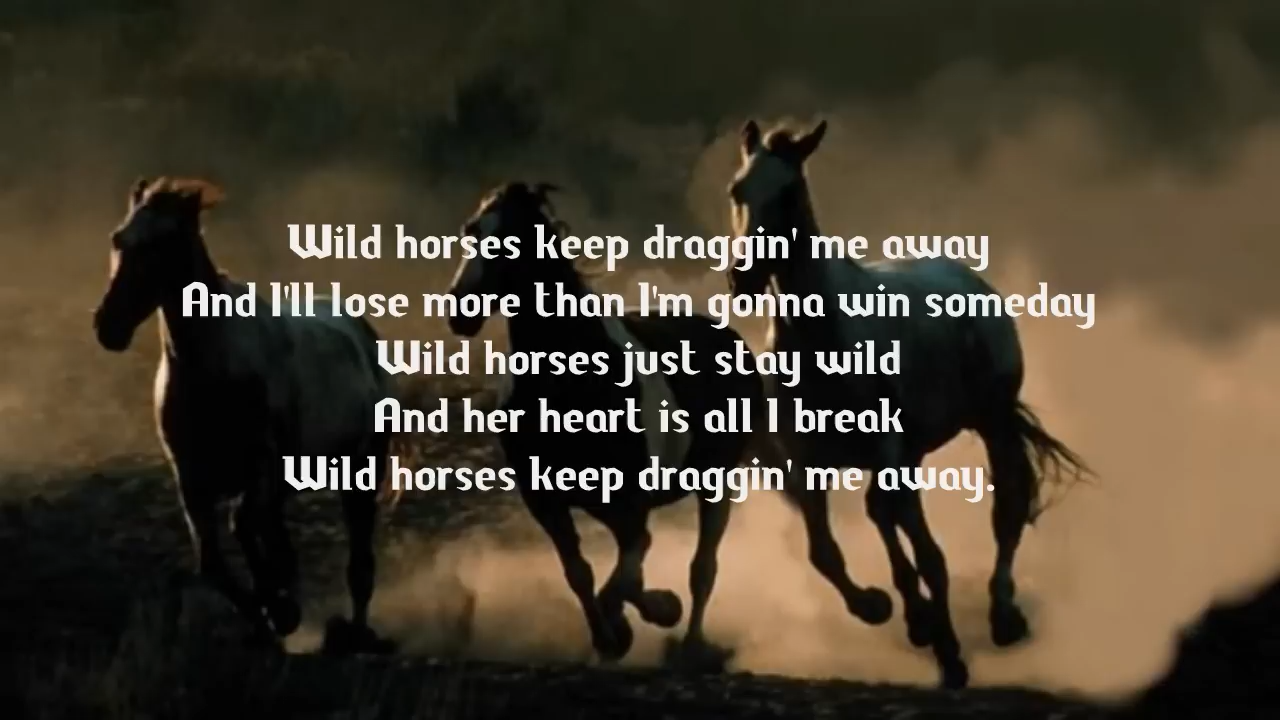 Wild horses keep draggin' me away
And I'll lose more than I'm gonna win someday
Wild horses just stay wild
And her heart is all I break
Wild horses keep draggin' me away.